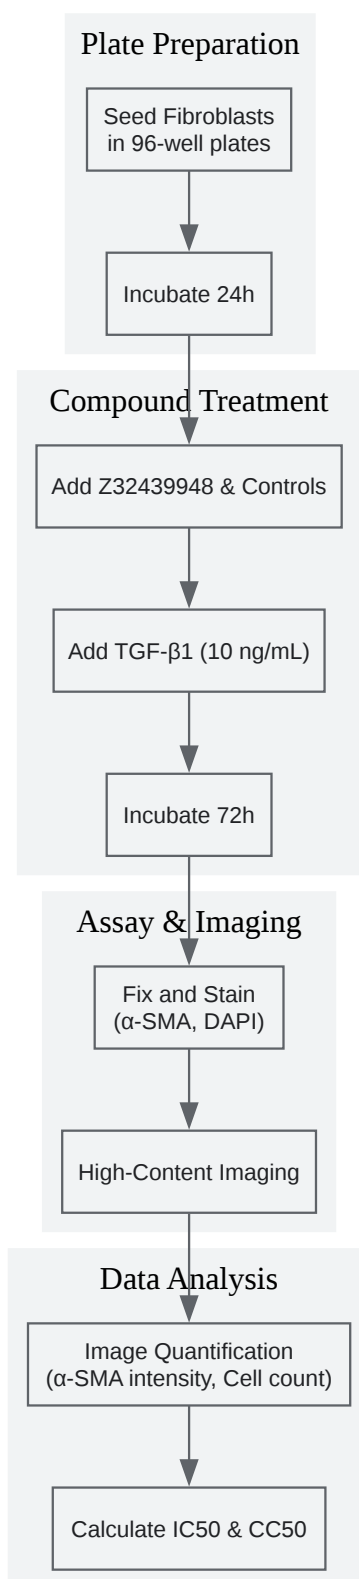 Plate Preparation
Seed Fibroblasts
in 96-well plates
Incubate 24h
Compound Treatment
Add Z32439948 & Controls
Add TGF-β1 (10 ng/mL)
Incubate 72h
Assay & Imaging
Fix and Stain
(α-SMA, DAPI)
High-Content Imaging
Data Analysis
Image Quantification
(α-SMA intensity, Cell count)
Calculate IC50 & CC50